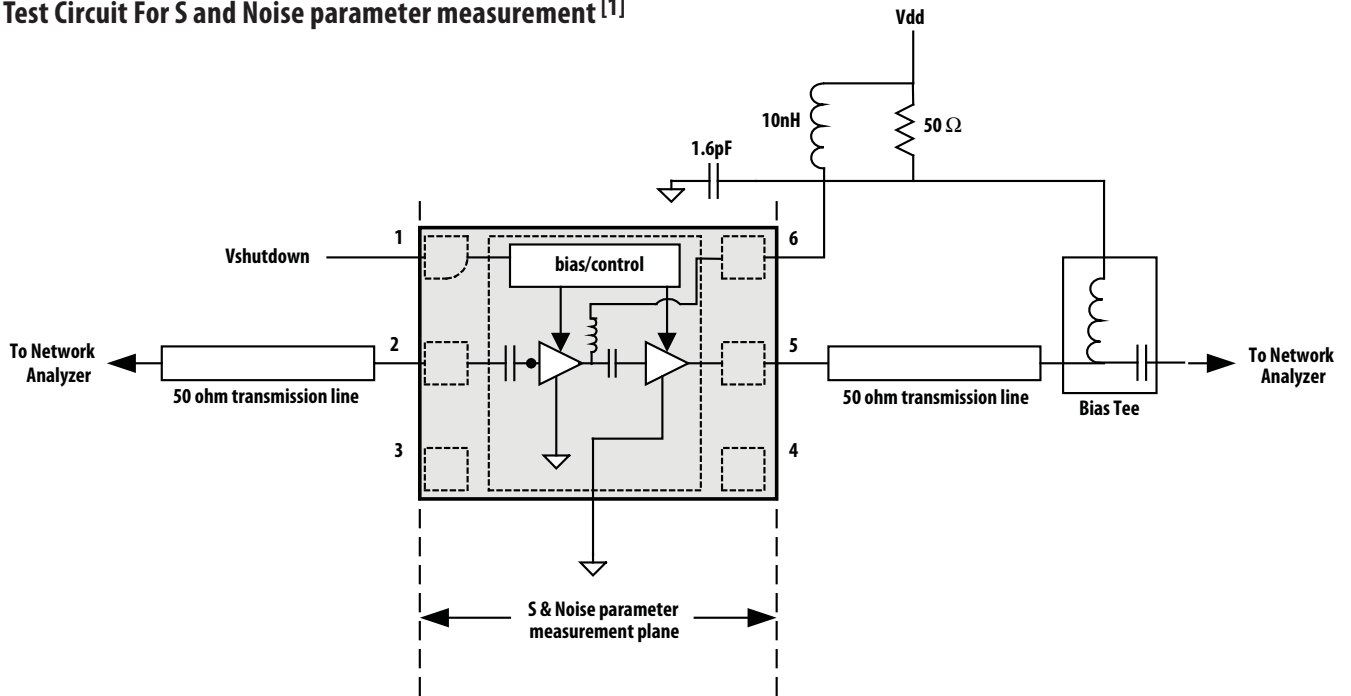 Test Circuit For S and Noise parameter measurement [1]
Vdd
10nH
50 Ω
1.6pF
1
6
Vshutdown
bias/control
2
5
To Network
Analyzer
50 ohm transmission line
50 ohm transmission line
Bias Tee
To Network
Analyzer
3
4
S & Noise parameter
measurement plane